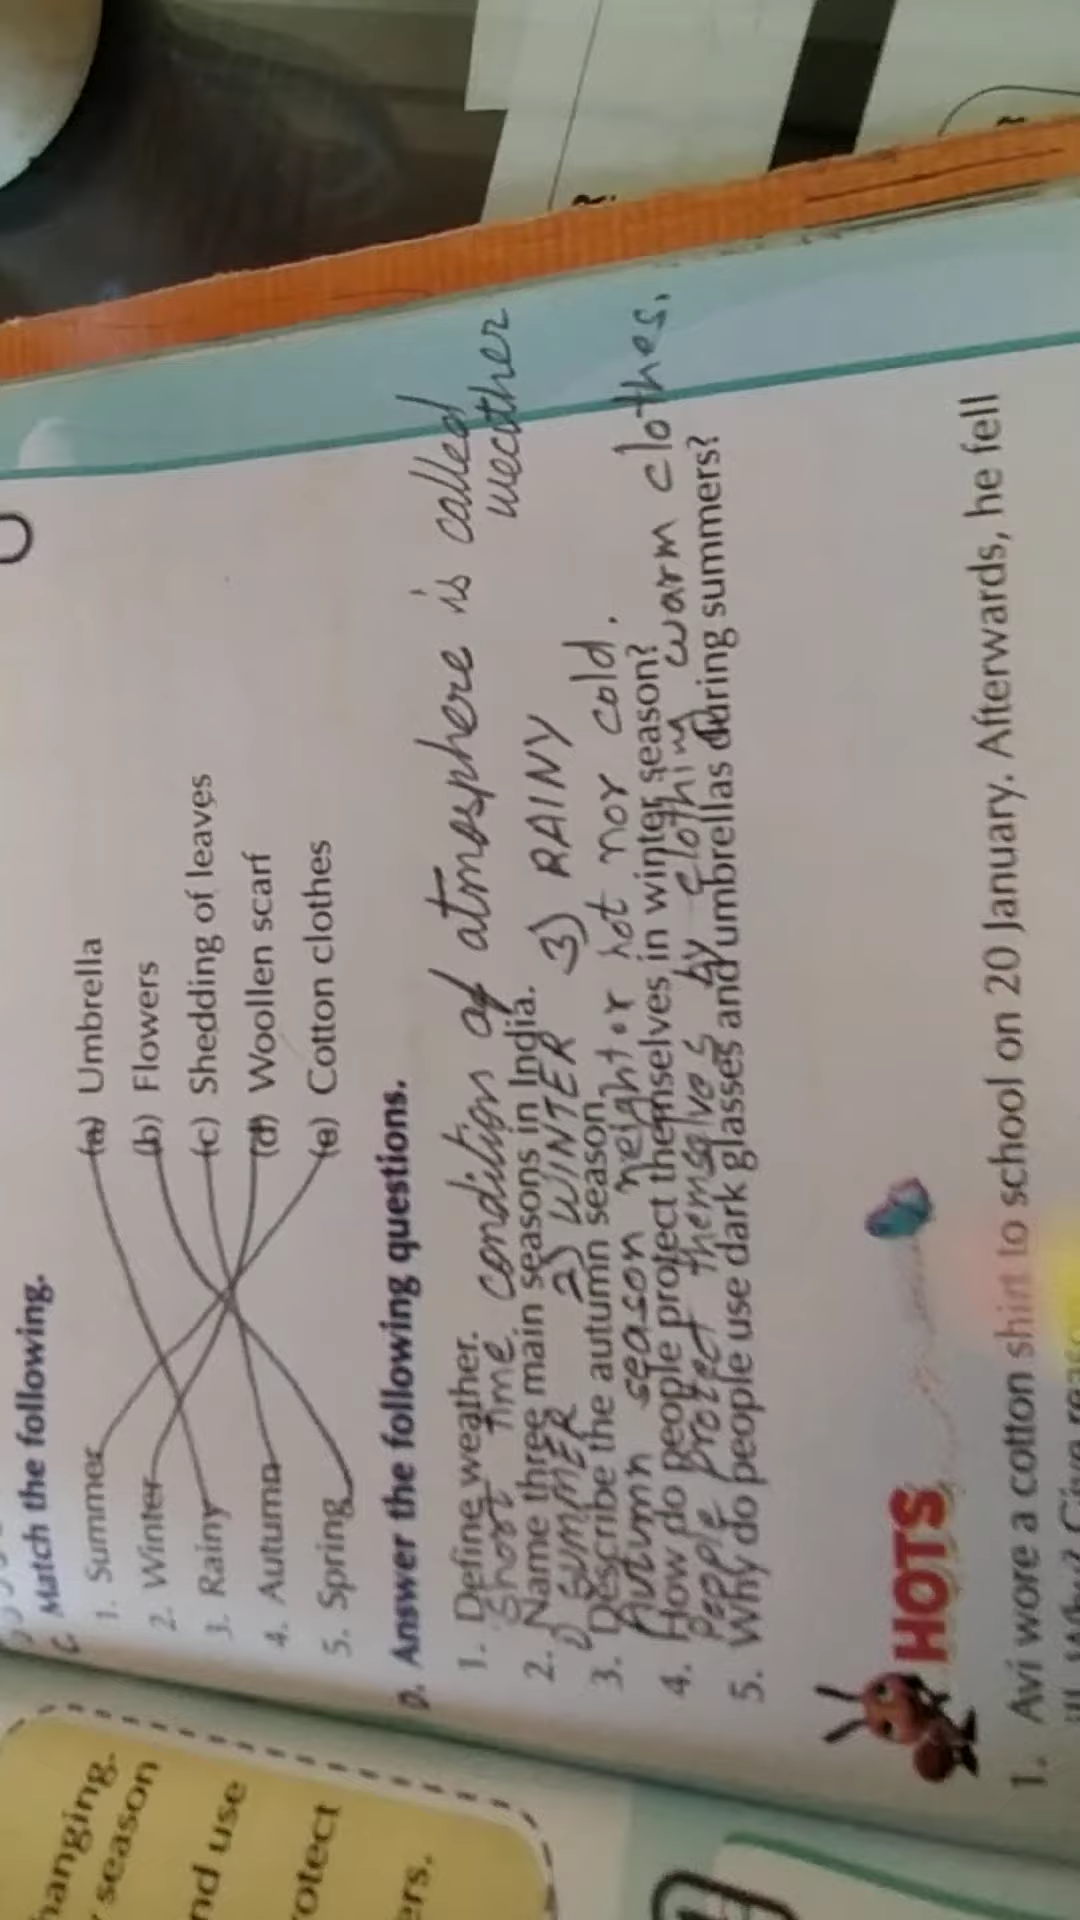 C. Match the following.
1. Summer (a) Umbrella
2. Winter (b) Flowers
3. Rainy (c) Shedding of leaves
4. Autumn (d) Woollen scarf
5. Spring (e) Cotton clothes
D. Answer the following questions.
1. Define weather. condition of atmosphere is called
Short time. weather
2. Name three main seasons in India.
1) SUMMER 2) WINTER 3) RAINY
3. Describe the autumn season.
Autumn season neightor hot nor cold.
4. How do people protect themselves in winter season?
People protect themselves by clothing warm clothes.
5. Why do people use dark glasses and umbrellas during summers?
HOTS
1. Avi wore a cotton shirt to school on 20 January. Afterwards, he fell
ill. Why? Give
hanging.
season
nd use
rotect
ers.